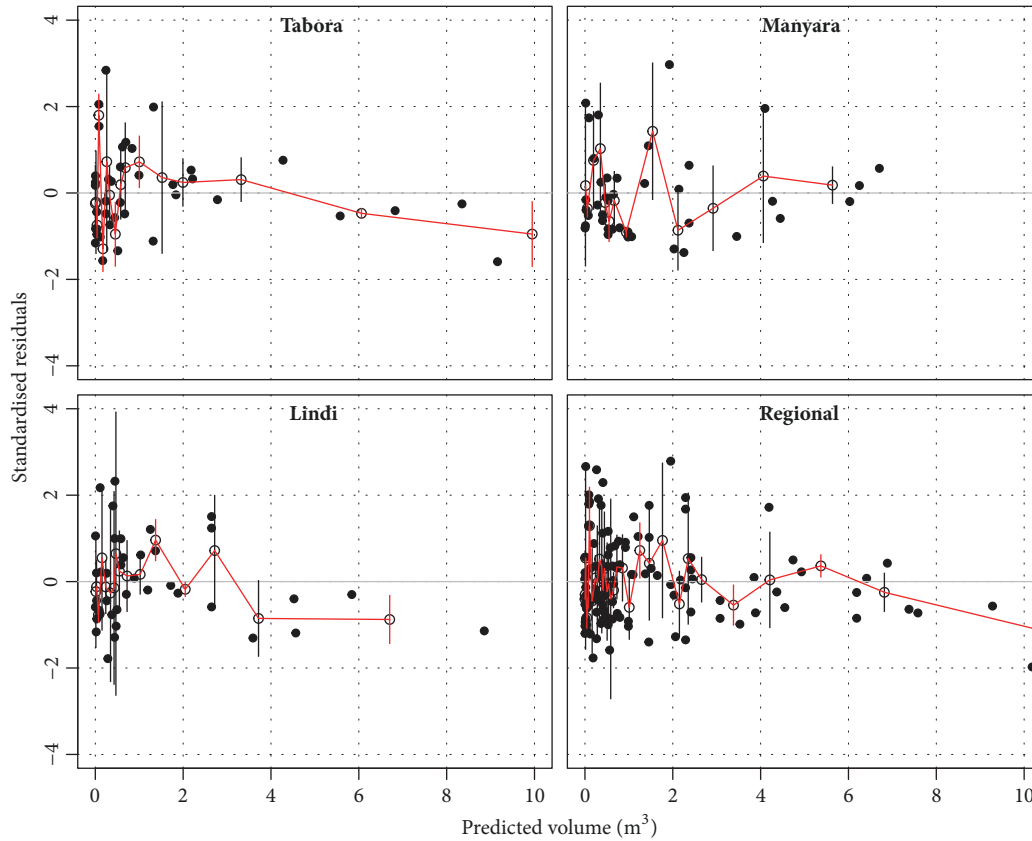 Tabora
Manyara
4
2
0
−2
−4
Lindi
Regional
4
2
0
−2
−4
Standardised residuals
0 2 4 6 8 10
0 2 4 6 8 10
Predicted volume (m³)